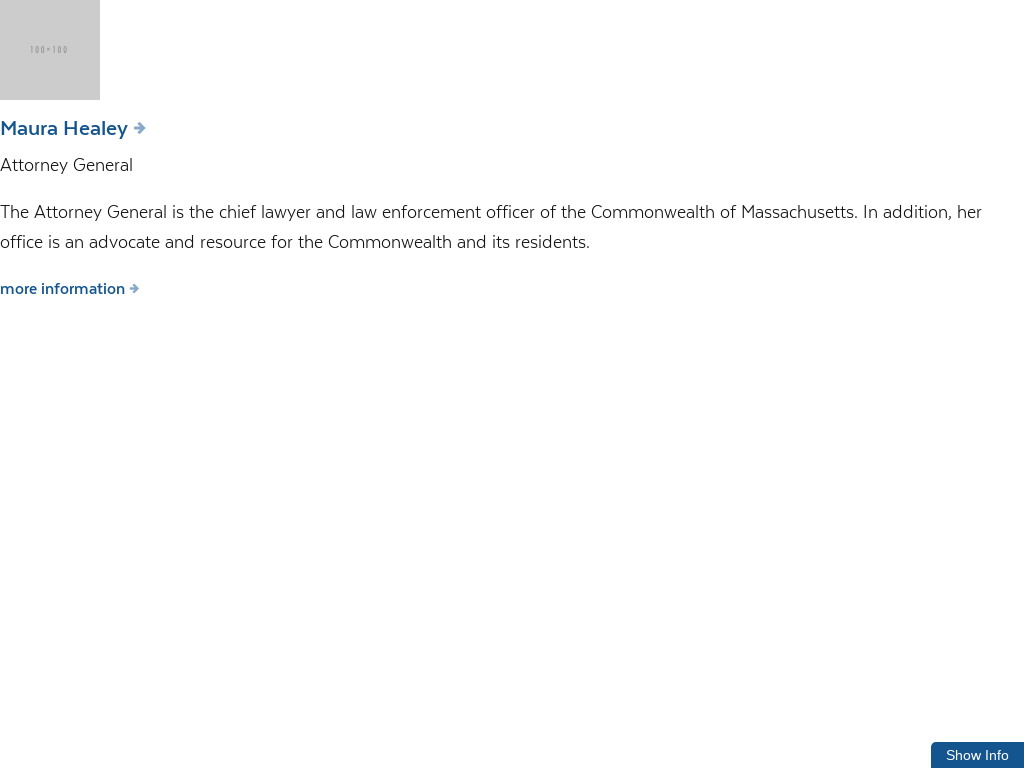 100×100
Maura Healey
Attorney General
The Attorney General is the chief lawyer and law enforcement officer of the Commonwealth of Massachusetts. In addition, her
office is an advocate and resource for the Commonwealth and its residents.
more information
Show Info